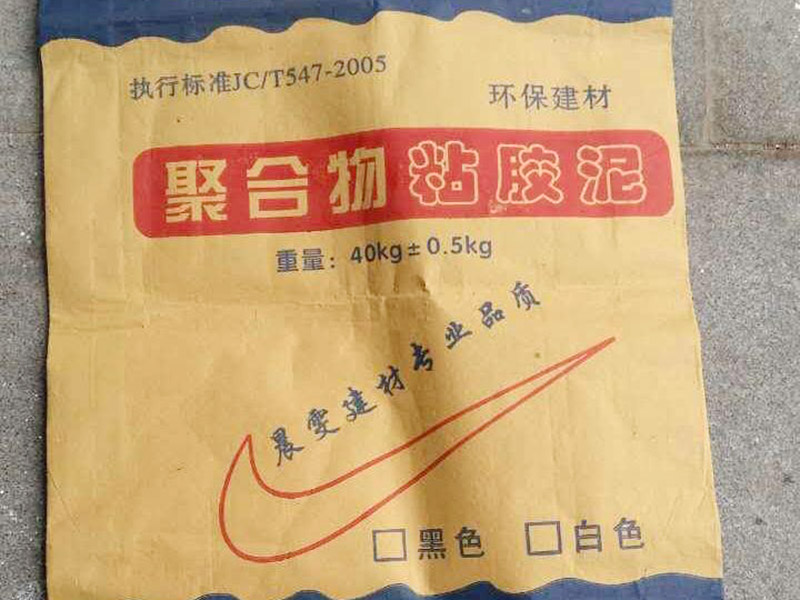 执行标准JC/T547-2005
环保建材
聚合物粘胶泥
重量：40kg±0.5kg
晨雯建材专业品质
□黑色 □白色